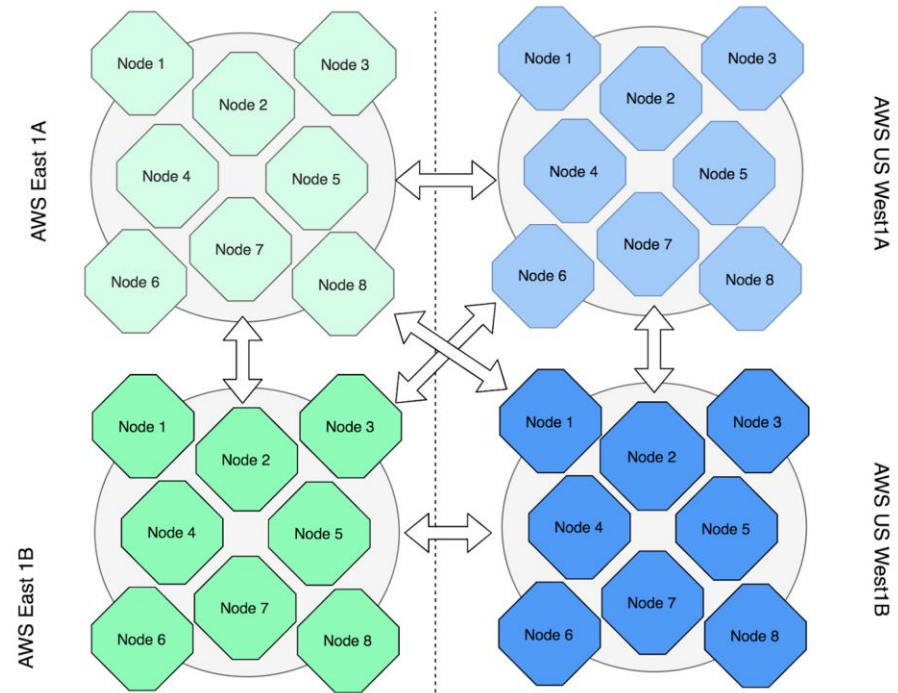 AWS East 1A
Node 1
Node 3
Node 2
Node 4
Node 5
Node 7
Node 6
Node 8
AWS US West1A
Node 1
Node 3
Node 2
Node 4
Node 5
Node 7
Node 6
Node 8
AWS East 1B
Node 1
Node 3
Node 2
Node 4
Node 5
Node 7
Node 6
Node 8
AWS US West1B
Node 1
Node 3
Node 2
Node 4
Node 5
Node 7
Node 6
Node 8